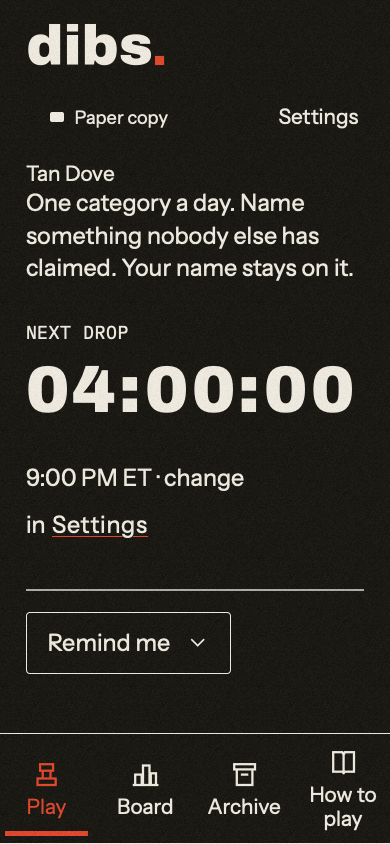 dibs.
Paper copy
Settings
Tan Dove
One category a day. Name
something nobody else has
claimed. Your name stays on it.
NEXT DROP
04:00:00
9:00 PM ET · change
in Settings
Remind me
Play
Board
Archive
How to
play